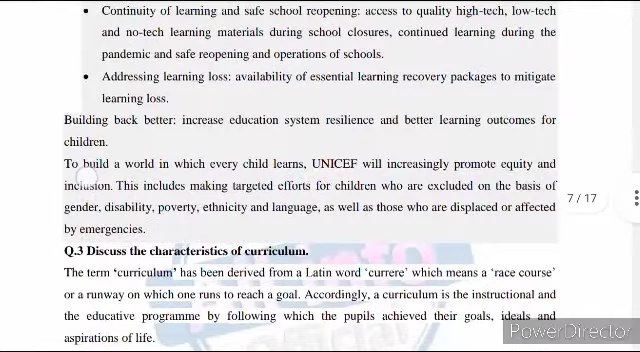 • Continuity of learning and safe school reopening: access to quality high-tech, low-tech
and no-tech learning materials during school closures, continued learning during the
pandemic and safe reopening and operations of schools.
• Addressing learning loss: availability of essential learning recovery packages to mitigate
learning loss.
Building back better: increase education system resilience and better learning outcomes for
children.
To build a world in which every child learns, UNICEF will increasingly promote equity and
inclusion. This includes making targeted efforts for children who are excluded on the basis of
gender, disability, poverty, ethnicity and language, as well as those who are displaced or affected
by emergencies.
7 / 17
Q.3 Discuss the characteristics of curriculum.
The term 'curriculum' has been derived from a Latin word 'currere' which means a 'race course'
or a runway on which one runs to reach a goal. Accordingly, a curriculum is the instructional and
the educative programme by following which the pupils achieved their goals, ideals and
aspirations of life.
PowerDirector